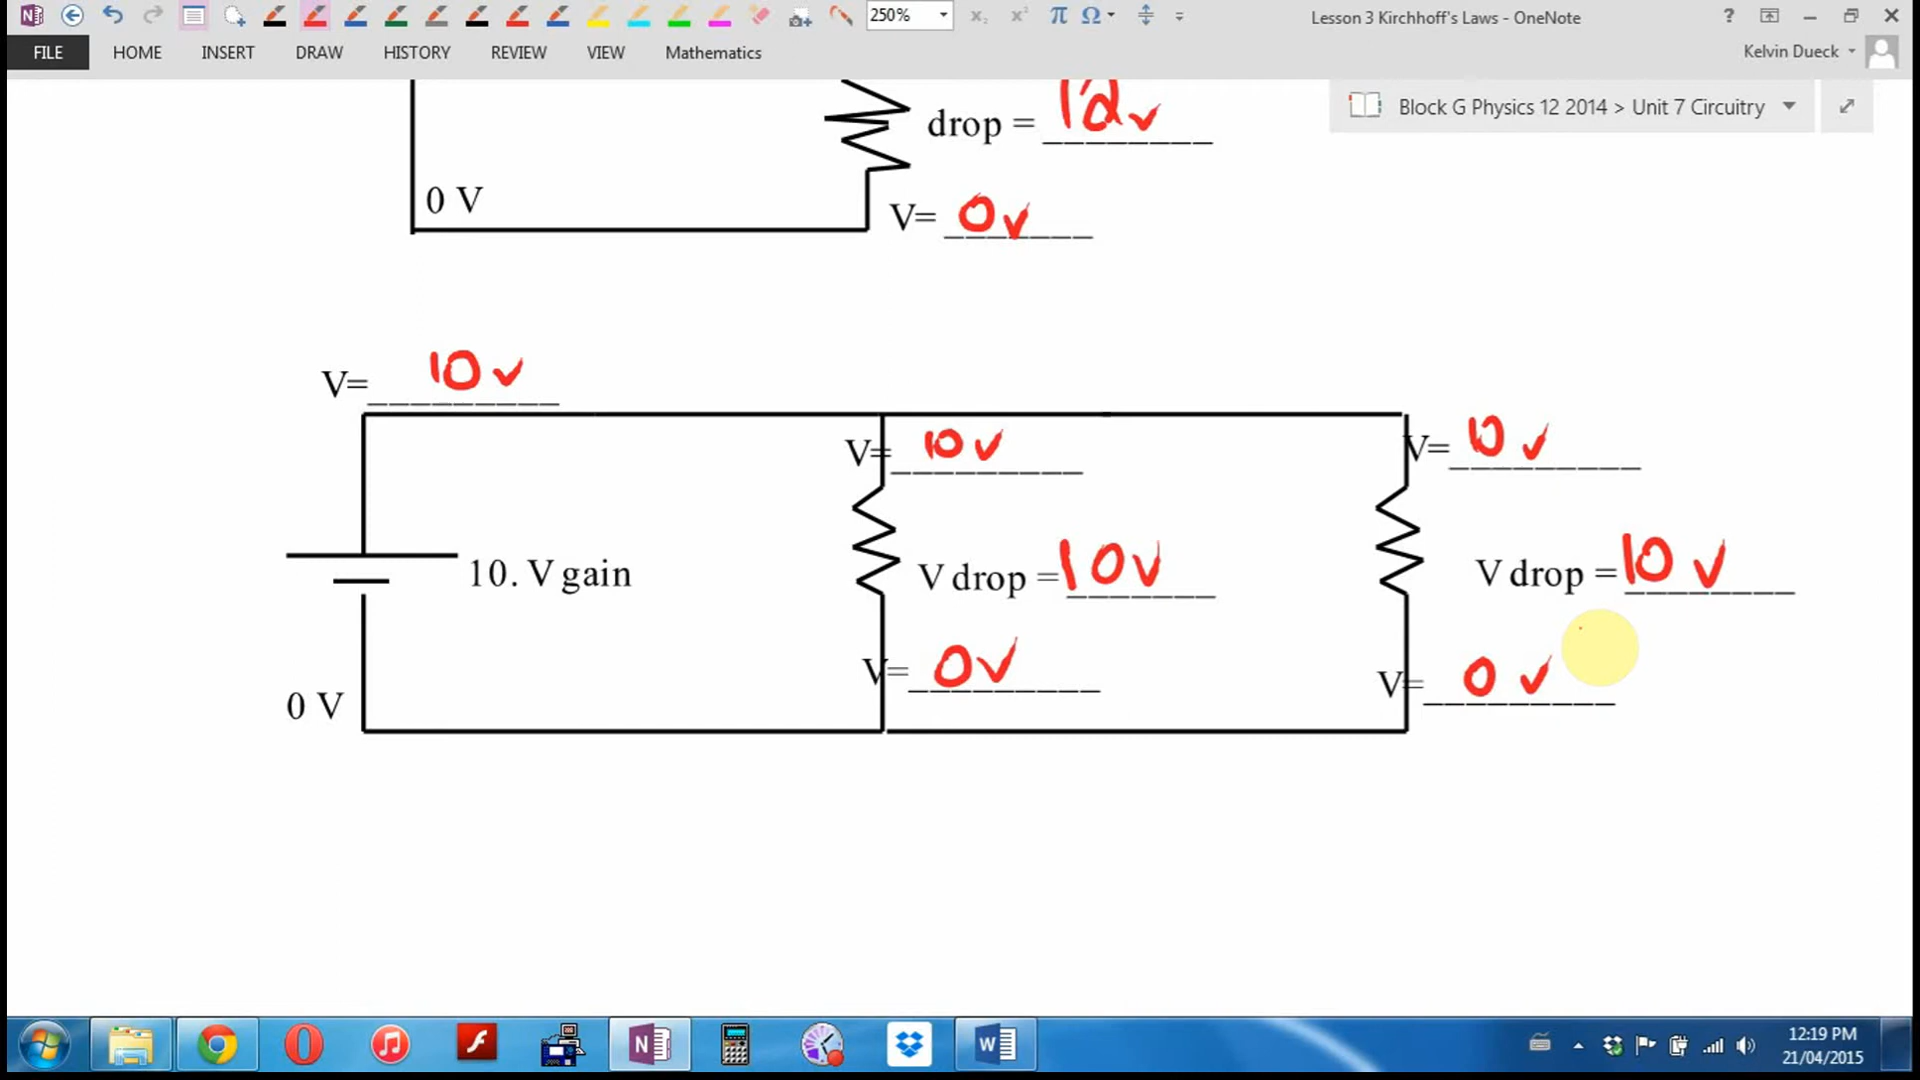 250%
x₂ x² π Ω
Lesson 3 Kirchhoff's Laws - OneNote
?
FILE HOME INSERT DRAW HISTORY REVIEW VIEW Mathematics
Kelvin Dueck
Block G Physics 12 2014 > Unit 7 Circuitry
drop = 12v
0 V
V= 0v
V= 10v
V= 10v
V= 10v
10. V gain
V drop = 10v
V drop = 10v
V= 0v
V= 0v
0 V
12:19 PM
21/04/2015